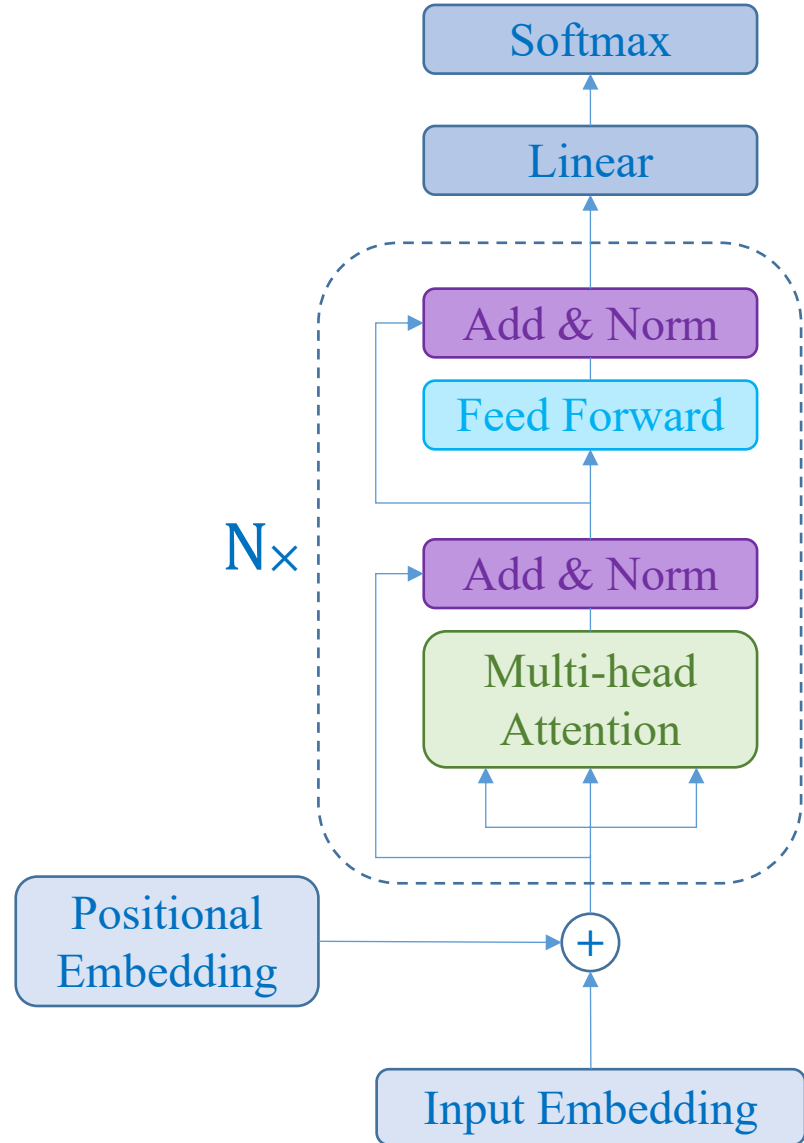 Softmax
Linear
Add & Norm
Feed Forward
N×
Add & Norm
Multi-head
Attention
Positional
Embedding
+
Input Embedding